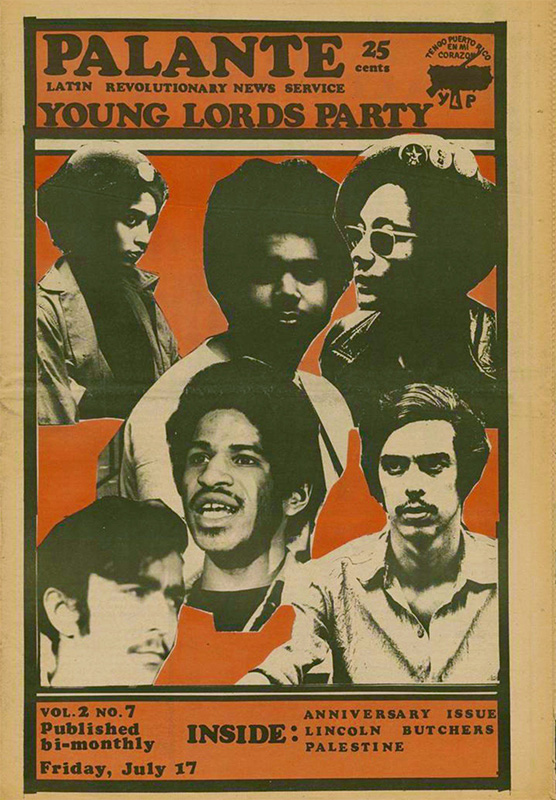 PALANTE
25
cents
LATIN REVOLUTIONARY NEWS SERVICE
YOUNG LORDS PARTY
TENGO PUERTO RICO
EN MI
CORAZON
YLP
VOL. 2 NO. 7
Published
bi-monthly
Friday, July 17
INSIDE:
ANNIVERSARY ISSUE
LINCOLN BUTCHERS
PALESTINE